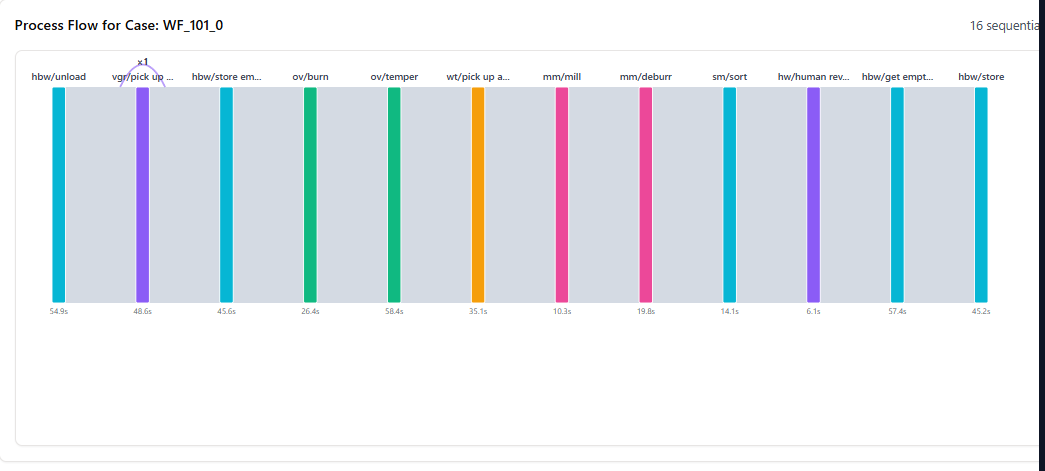 Process Flow for Case: WF_101_0
16 sequentia
x1
hbw/unload vgr/pick up ... hbw/store em... ov/burn ov/temper wt/pick up a... mm/mill mm/deburr sm/sort hw/human rev... hbw/get empt... hbw/store
54.9s 48.6s 45.6s 26.4s 58.4s 35.1s 10.3s 19.8s 14.1s 6.1s 57.4s 45.2s